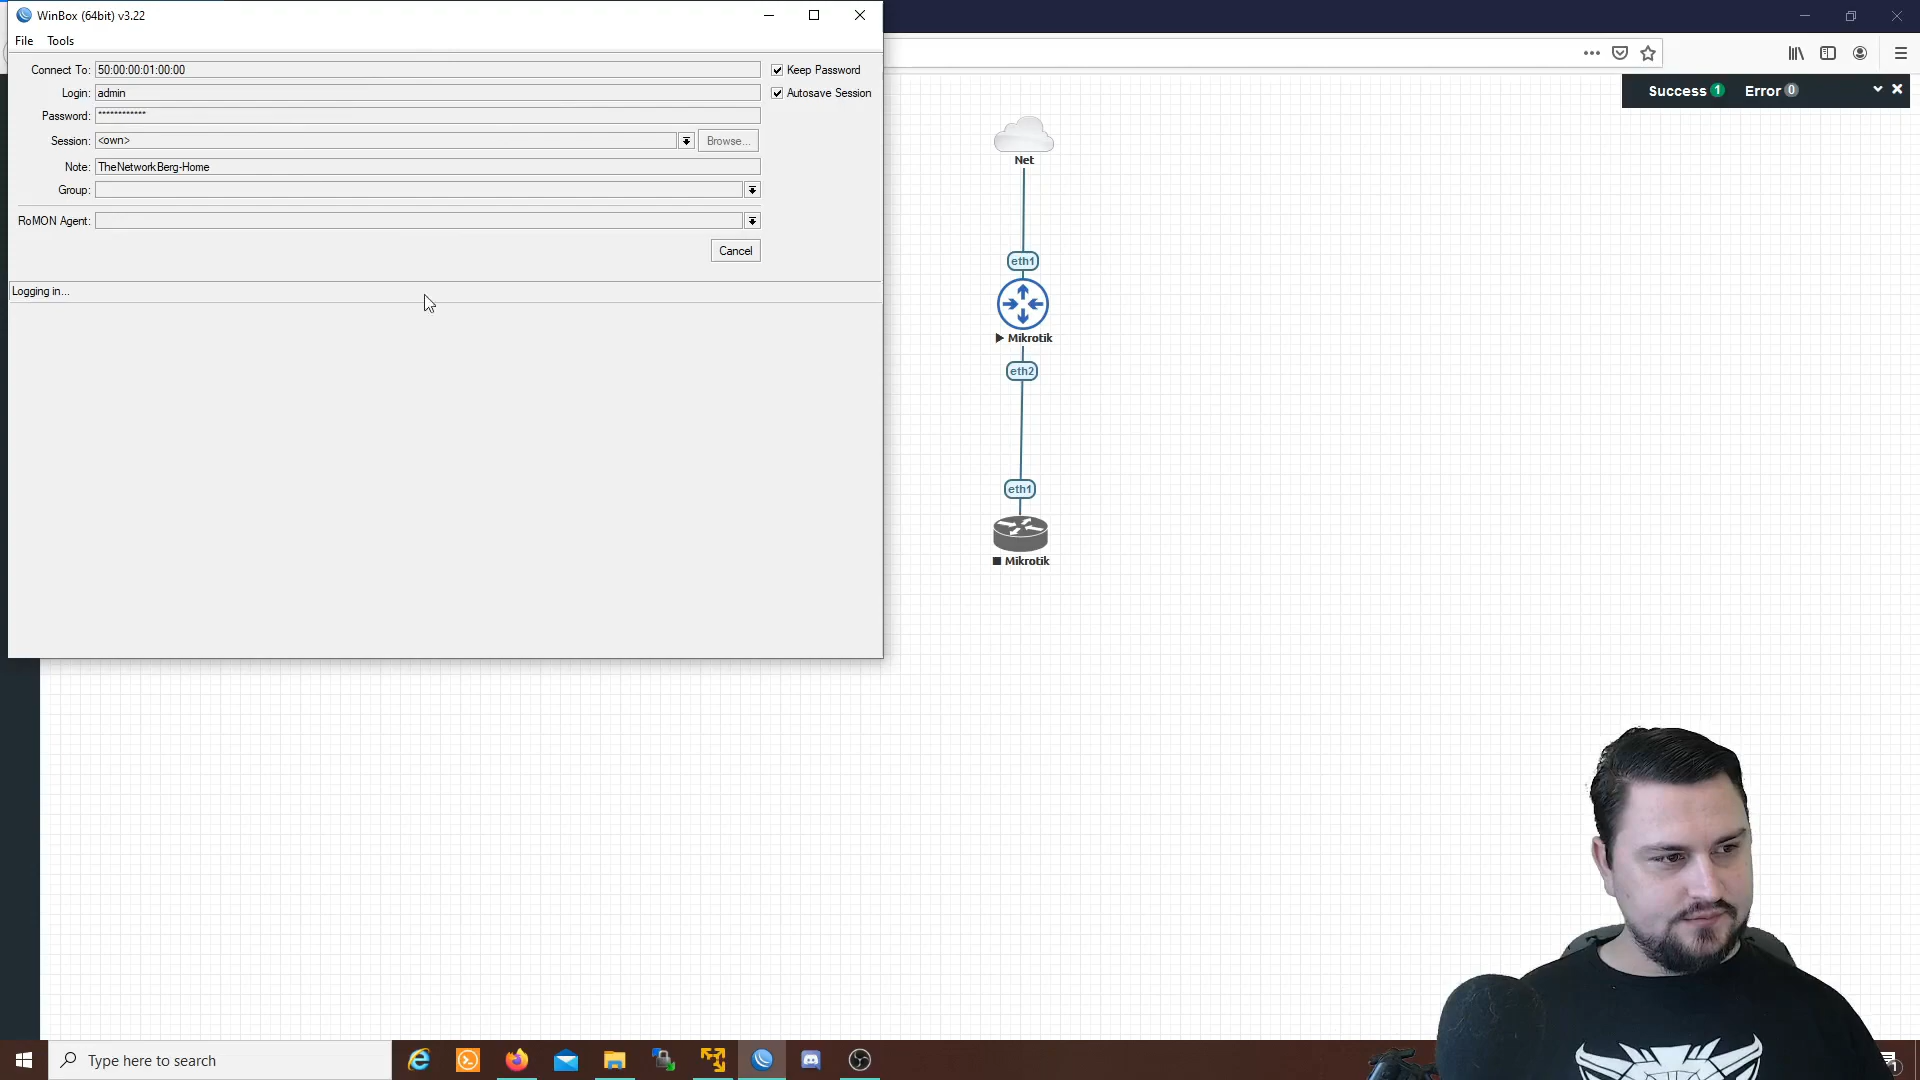 WinBox (64bit) v3.22
File Tools
Connect To: 50:00:00:01:00:00
Keep Password
Login: admin
Autosave Session
Password: ************
Session: <own>
Browse...
Note: TheNetworkBerg-Home
Group:
RoMON Agent:
Cancel
Logging in...
Success 1 Error 0
Net
eth1
Mikrotik
eth2
eth1
Mikrotik
Type here to search